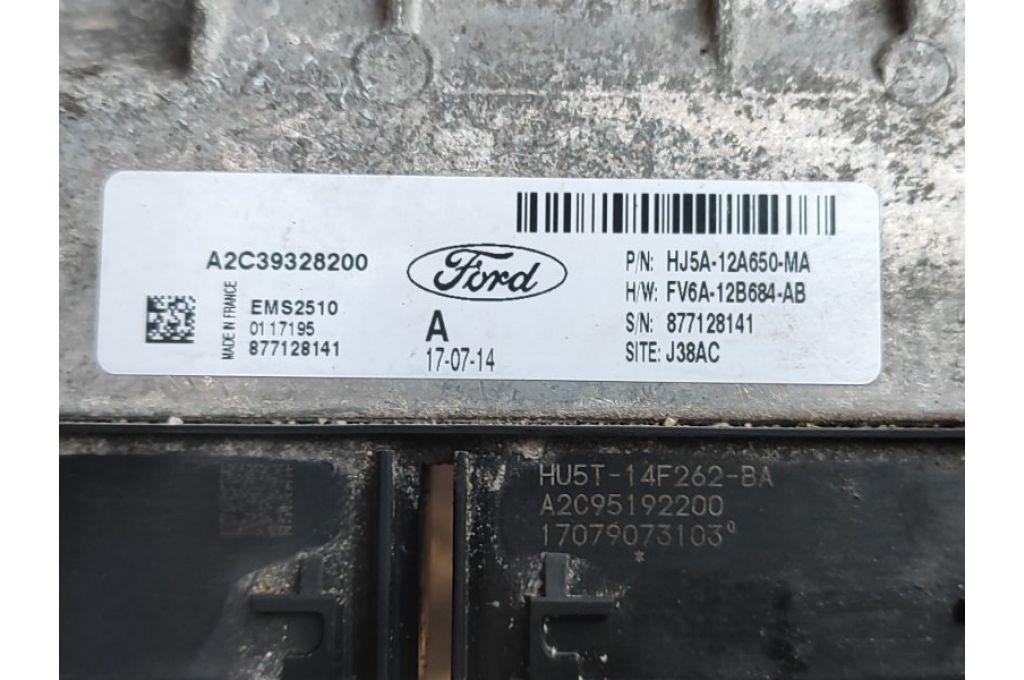 A2C39328200
MADE IN FRANCE
EMS2510
0117195
877128141
Ford
A
17-07-14
P/N: HJ5A-12A650-MA
H/W: FV6A-12B684-AB
S/N: 877128141
SITE: J38AC
HU5T-14F262-BA
A2C95192200
17079073103°
*